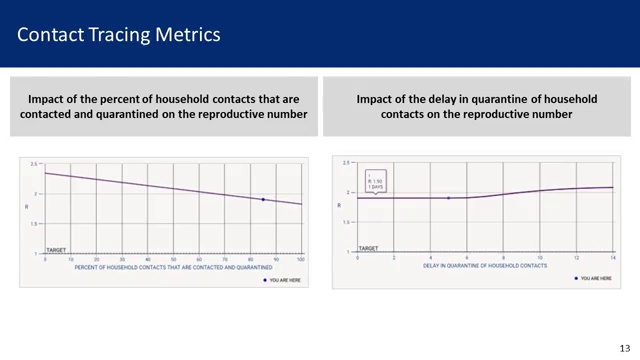 Contact Tracing Metrics
Impact of the percent of household contacts that are
contacted and quarantined on the reproductive number
2.5
2
R
1.5
1
TARGET
0 10 20 30 40 50 60 70 80 90 100
PERCENT OF HOUSEHOLD CONTACTS THAT ARE CONTACTED AND QUARANTINED
YOU ARE HERE
Impact of the delay in quarantine of household
contacts on the reproductive number
2.5
R: 1.90
1 DAYS
2
R
1.5
1
TARGET
0 2 4 6 8 10 12 14
DELAY IN QUARANTINE OF HOUSEHOLD CONTACTS
YOU ARE HERE
13